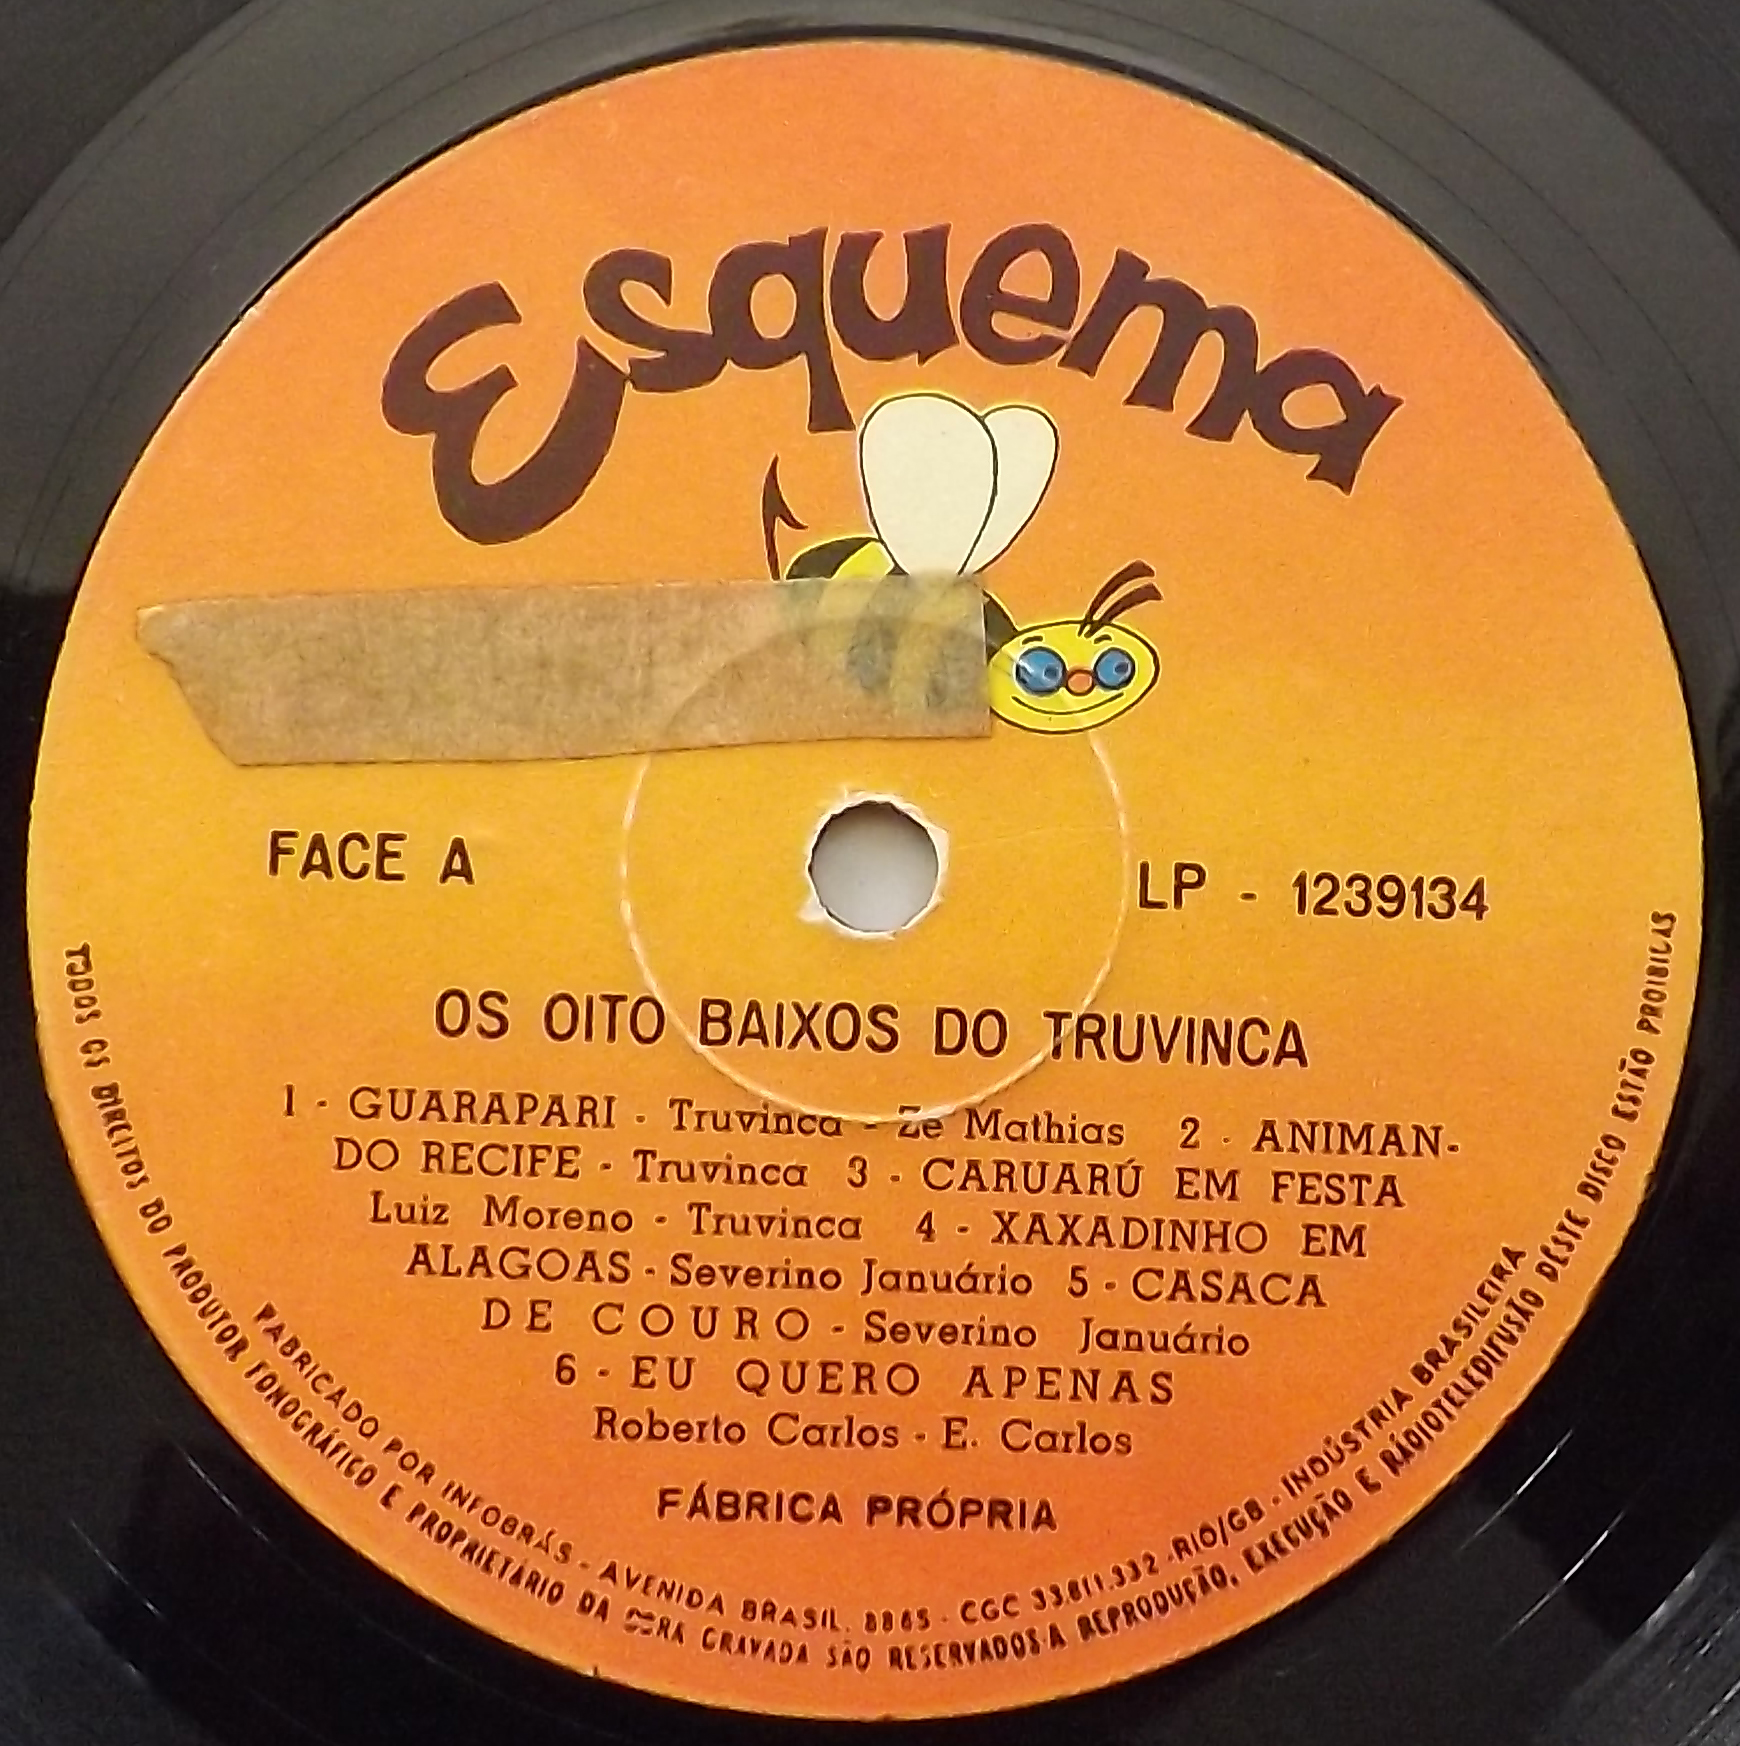 Esquema
FACE A
LP - 1239134
OS OITO BAIXOS DO TRUVINCA
1 - GUARAPARI - Truvinca - Zé Mathias 2 - ANIMAN-
DO RECIFE - Truvinca 3 - CARUARÚ EM FESTA
Luiz Moreno - Truvinca 4 - XAXADINHO EM
ALAGOAS - Severino Januário 5 - CASACA
DE COURO - Severino Januário
6 - EU QUERO APENAS
Roberto Carlos - E. Carlos
FÁBRICA PRÓPRIA
FABRICADO POR INFOBRÁS - AVENIDA BRASIL, 8865 - CGC 33.611.332 - RIO/GB - INDÚSTRIA BRASILEIRA
TODOS OS DIREITOS DO PRODUTOR FONOGRÁFICO E PROPRIETÁRIO DA OBRA GRAVADA SÃO RESERVADOS A REPRODUÇÃO, EXECUÇÃO E RÁDIOTELEDIFUSÃO DESTE DISCO ESTÃO PROIBIDAS